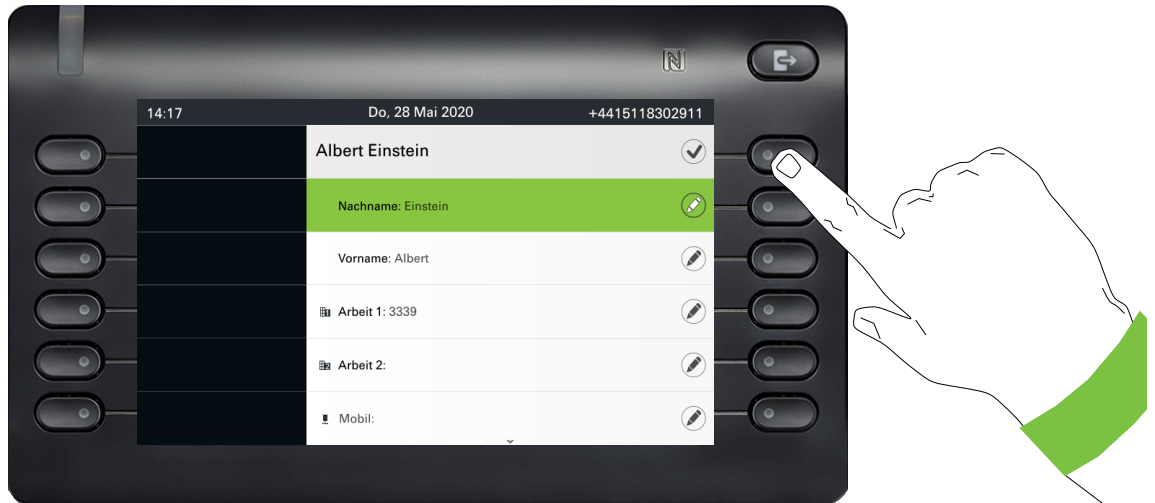 14:17 Do, 28 Mai 2020 +4415118302911
Albert Einstein
Nachname: Einstein
Vorname: Albert
Arbeit 1: 3339
Arbeit 2:
Mobil: